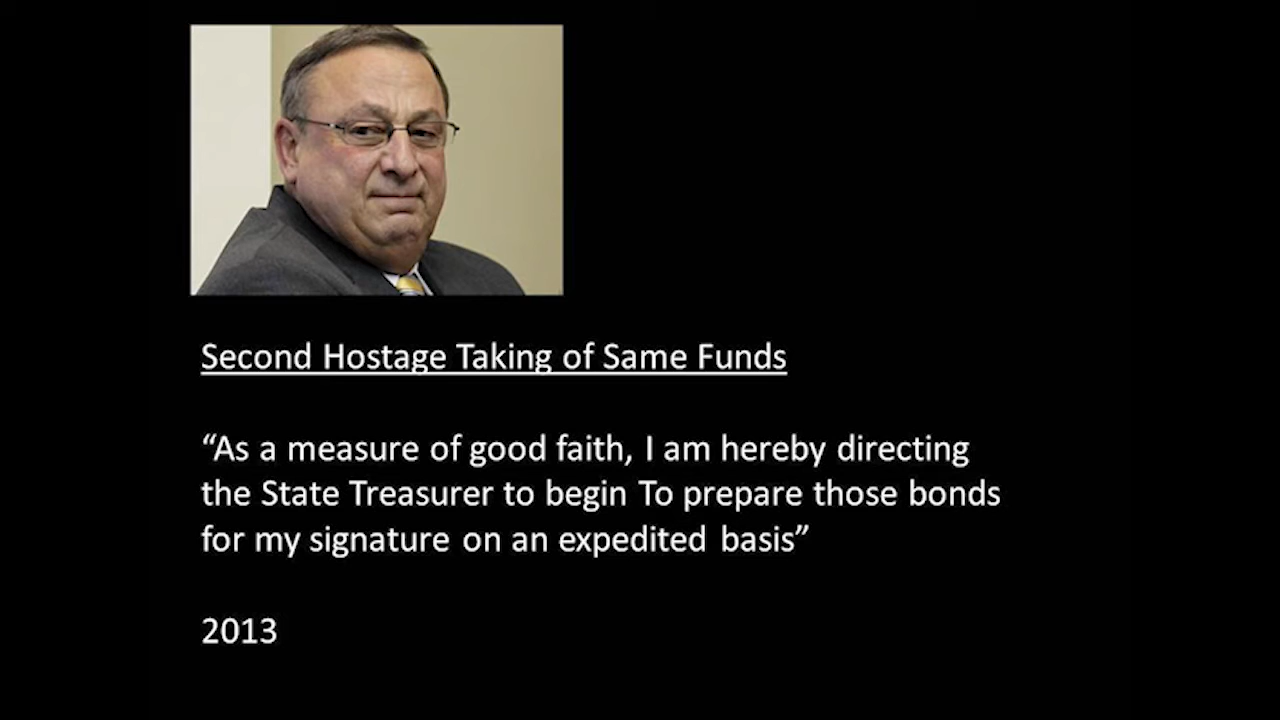 Second Hostage Taking of Same Funds
“As a measure of good faith, I am hereby directing
the State Treasurer to begin To prepare those bonds
for my signature on an expedited basis”
2013